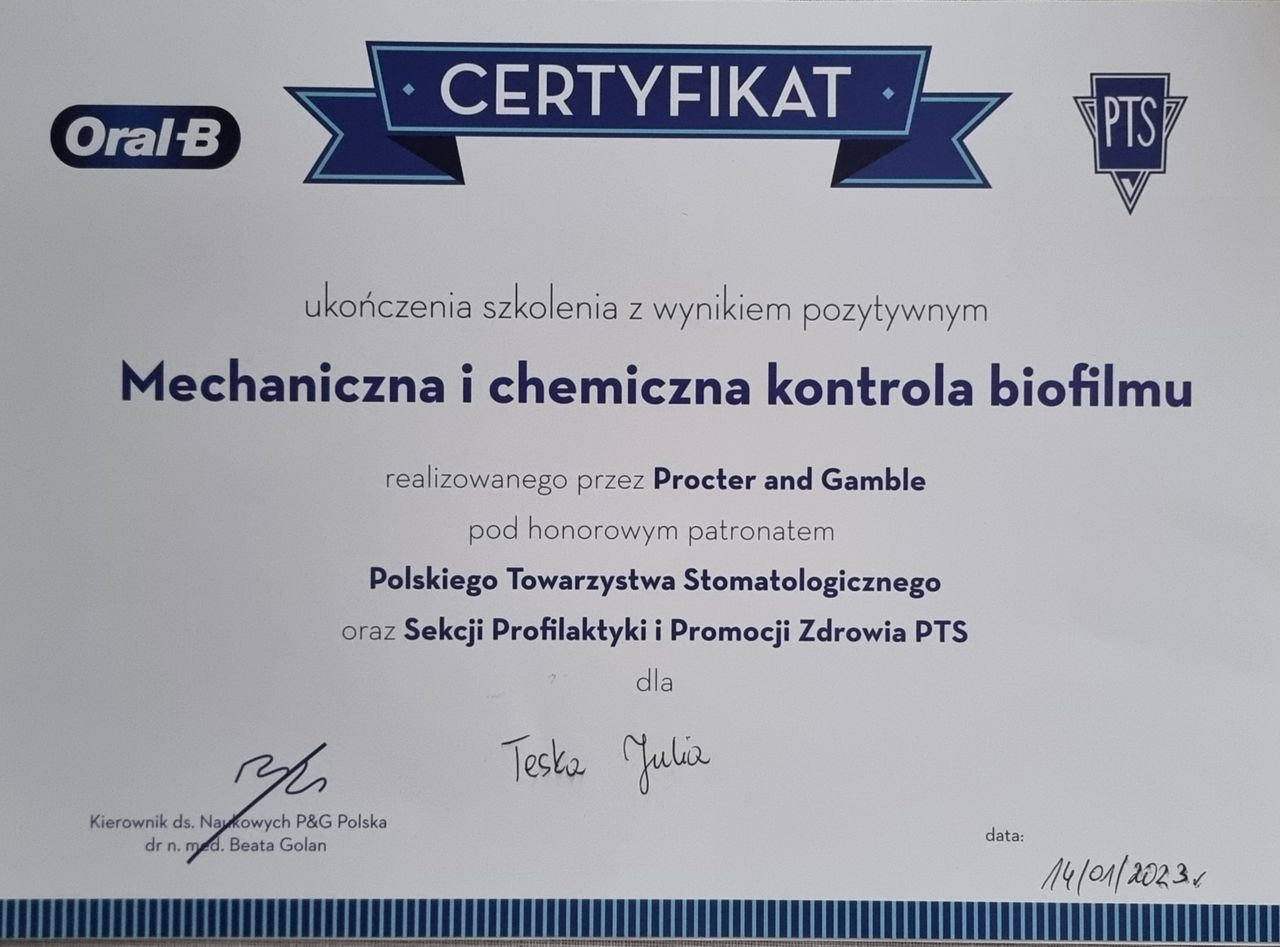 Oral-B
CERTYFIKAT
PTS
ukończenia szkolenia z wynikiem pozytywnym
Mechaniczna i chemiczna kontrola biofilmu
realizowanego przez Procter and Gamble
pod honorowym patronatem
Polskiego Towarzystwa Stomatologicznego
oraz Sekcji Profilaktyki i Promocji Zdrowia PTS
dla
Teska Julia
Kierownik ds. Naukowych P&G Polska
dr n. med. Beata Golan
data:
14/01/2023r